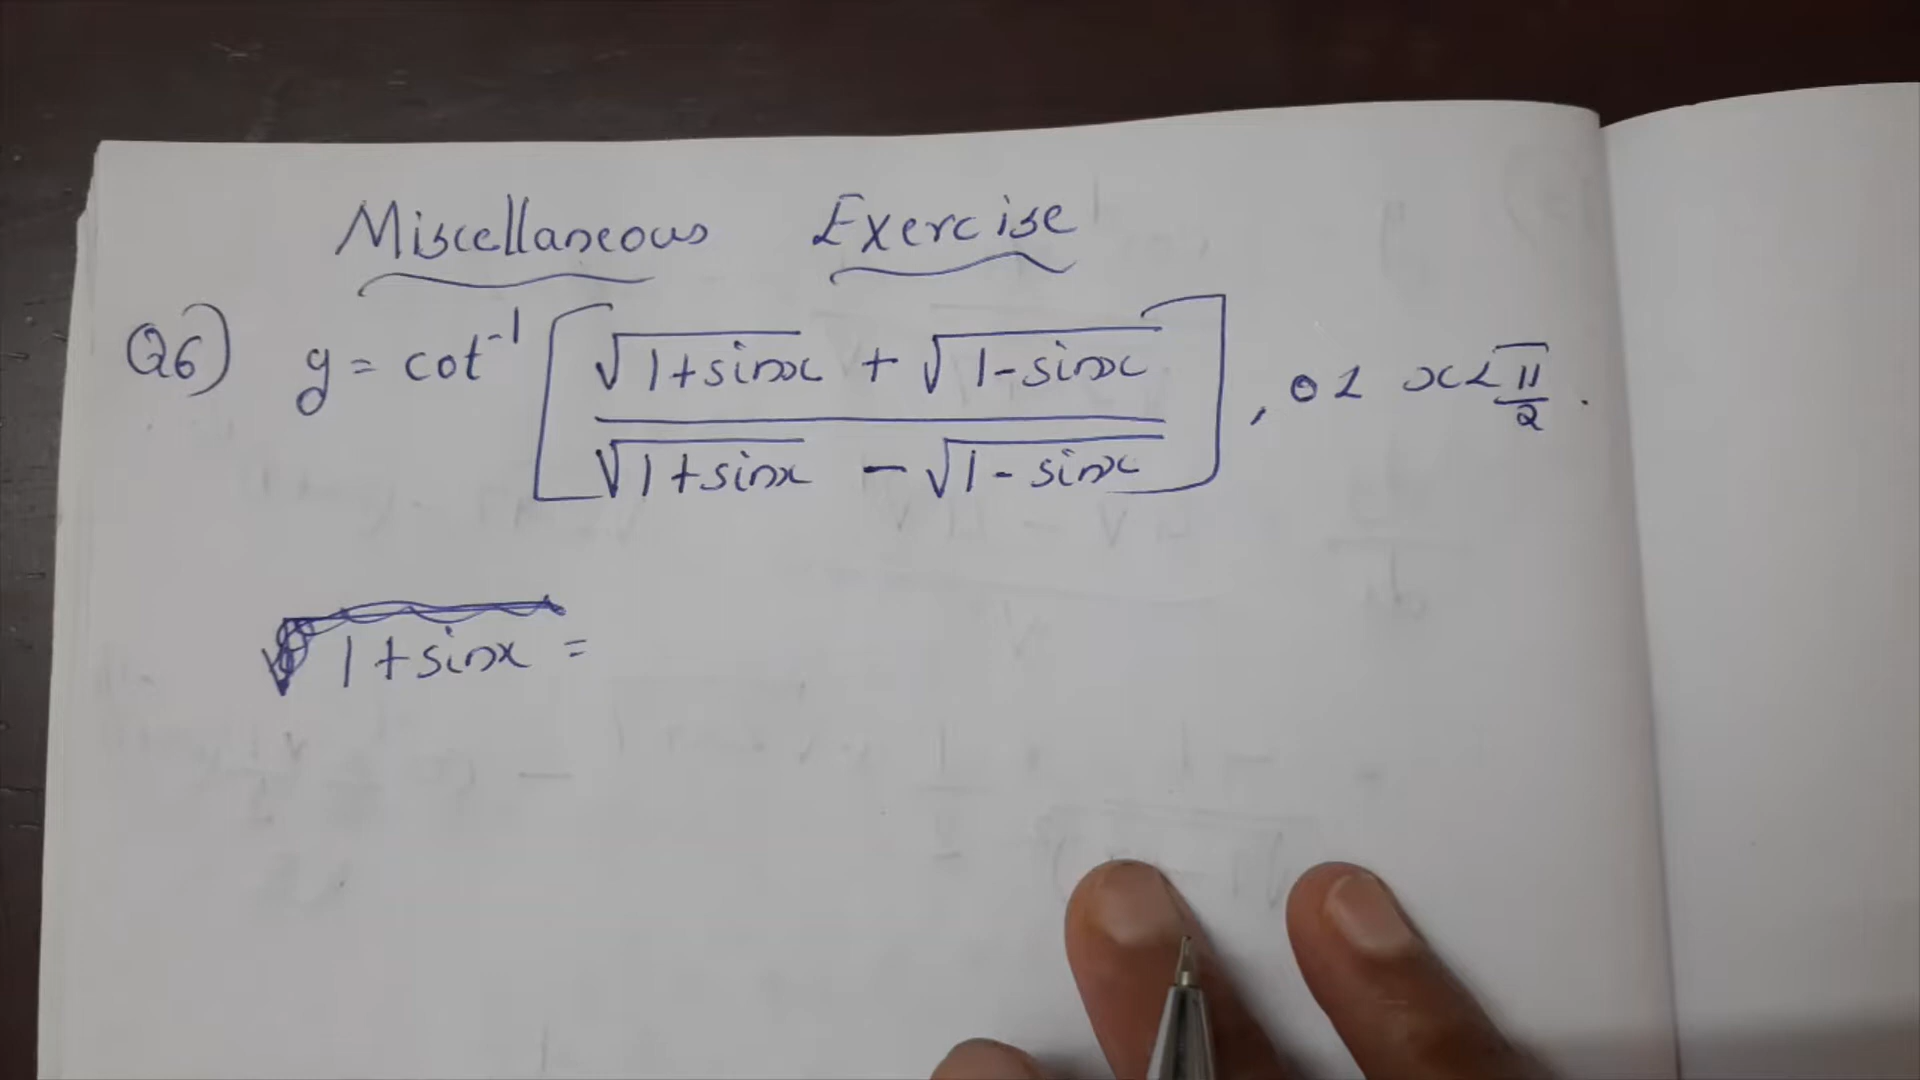 Miscellaneous Exercise
Q6) y = cot⁻¹ [ (√(1+sinx) + √(1-sinx)) / (√(1+sinx) - √(1-sinx)) ] , 0 < x < π/2 .
1+sinx =